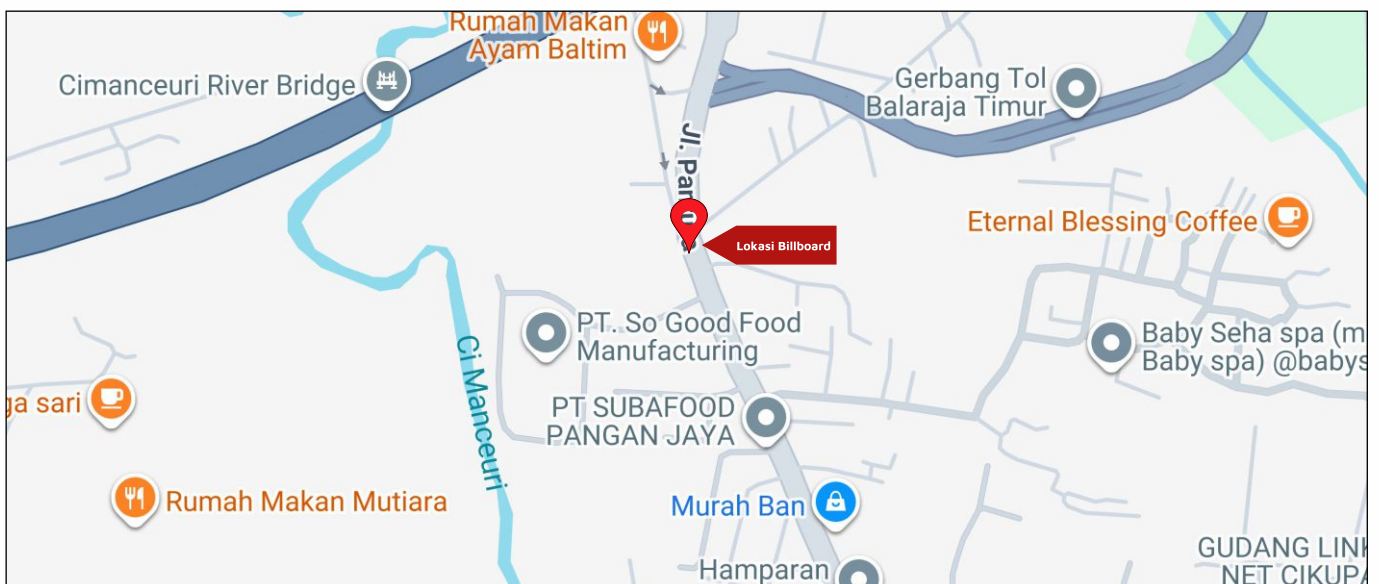 Rumah Makan
Ayam Baltim
Cimanceuri River Bridge
Gerbang Tol
Balaraja Timur
Jl.
Eternal Blessing Coffee
Lokasi Billboard
PT. So Good Food
Manufacturing
Baby Seha spa (m
Baby spa) @babys
Ci Manceuri
ga sari
PT SUBAFOOD
PANGAN JAYA
Rumah Makan Mutiara
Murah Ban
GUDANG LINK
NET CIKUPA
Hamparan